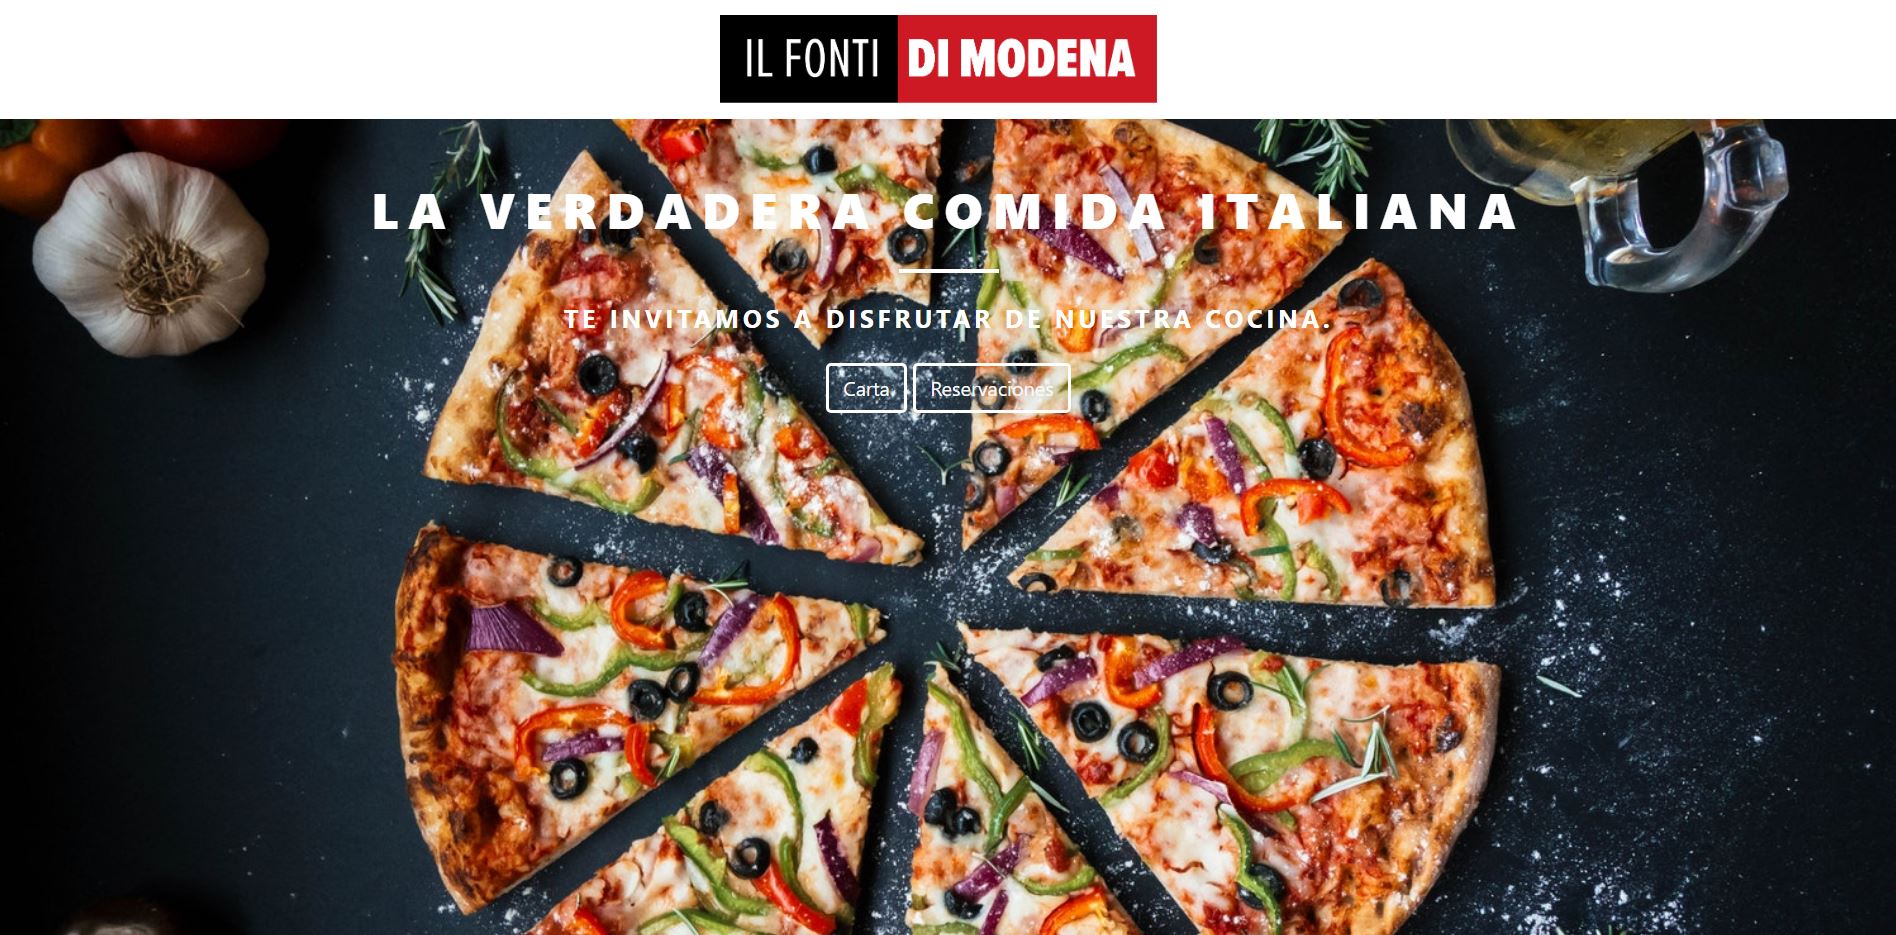 IL FONTI DI MODENA
LA VERDADERA COMIDA ITALIANA
TE INVITAMOS A DISFRUTAR DE NUESTRA COCINA.
Carta
Reservaciones